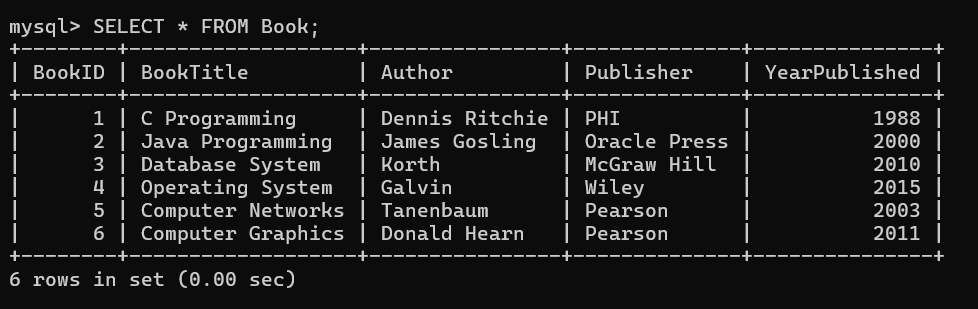 mysql> SELECT * FROM Book;
+--------+-------------------+----------------+--------------+---------------+
| BookID | BookTitle         | Author         | Publisher    | YearPublished |
+--------+-------------------+----------------+--------------+---------------+
|      1 | C Programming     | Dennis Ritchie | PHI          |          1988 |
|      2 | Java Programming  | James Gosling  | Oracle Press |          2000 |
|      3 | Database System   | Korth          | McGraw Hill  |          2010 |
|      4 | Operating System  | Galvin         | Wiley        |          2015 |
|      5 | Computer Networks | Tanenbaum      | Pearson      |          2003 |
|      6 | Computer Graphics | Donald Hearn   | Pearson      |          2011 |
+--------+-------------------+----------------+--------------+---------------+
6 rows in set (0.00 sec)